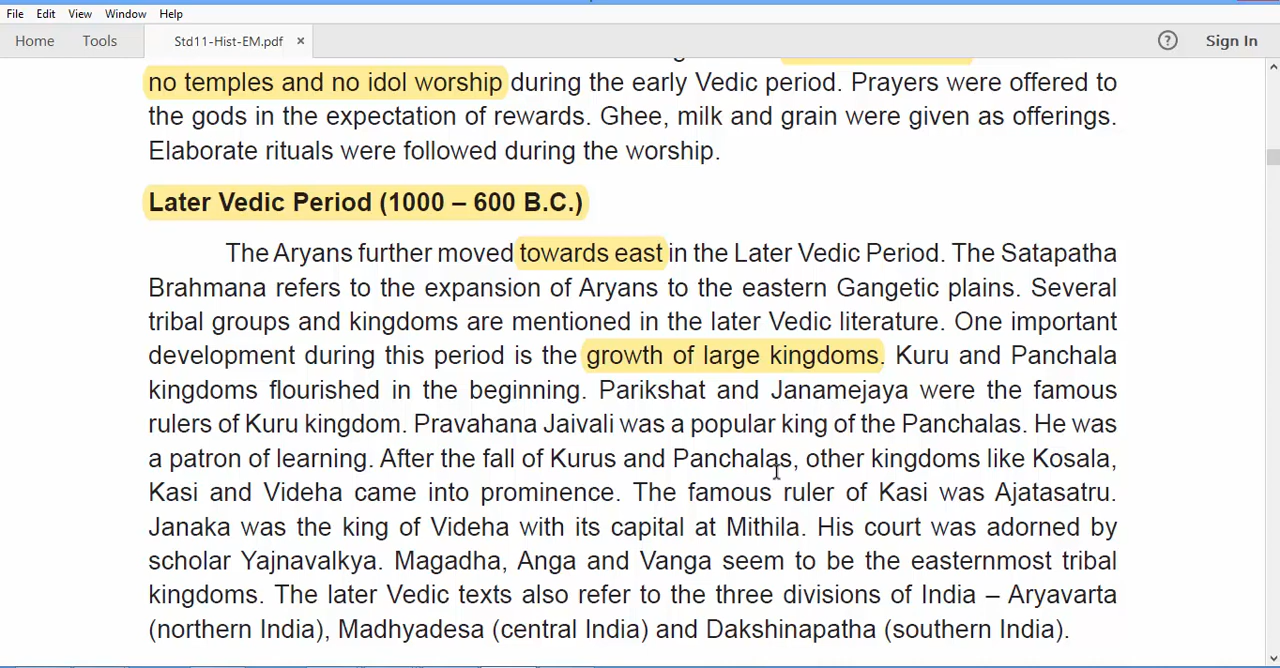 File Edit View Window Help
Home Tools Std11-Hist-EM.pdf × ? Sign In
no temples and no idol worship during the early Vedic period. Prayers were offered to
the gods in the expectation of rewards. Ghee, milk and grain were given as offerings.
Elaborate rituals were followed during the worship.
Later Vedic Period (1000 – 600 B.C.)
The Aryans further moved towards east in the Later Vedic Period. The Satapatha
Brahmana refers to the expansion of Aryans to the eastern Gangetic plains. Several
tribal groups and kingdoms are mentioned in the later Vedic literature. One important
development during this period is the growth of large kingdoms. Kuru and Panchala
kingdoms flourished in the beginning. Parikshat and Janamejaya were the famous
rulers of Kuru kingdom. Pravahana Jaivali was a popular king of the Panchalas. He was
a patron of learning. After the fall of Kurus and Panchalas, other kingdoms like Kosala,
Kasi and Videha came into prominence. The famous ruler of Kasi was Ajatasatru.
Janaka was the king of Videha with its capital at Mithila. His court was adorned by
scholar Yajnavalkya. Magadha, Anga and Vanga seem to be the easternmost tribal
kingdoms. The later Vedic texts also refer to the three divisions of India – Aryavarta
(northern India), Madhyadesa (central India) and Dakshinapatha (southern India).